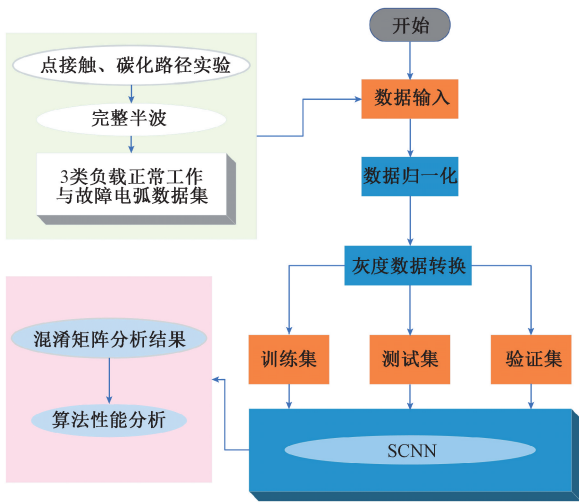 开始
点接触、碳化路径实验
完整半波
3类负载正常工作
与故障电弧数据集
数据输入
数据归一化
灰度数据转换
训练集
测试集
验证集
SCNN
混淆矩阵分析结果
算法性能分析